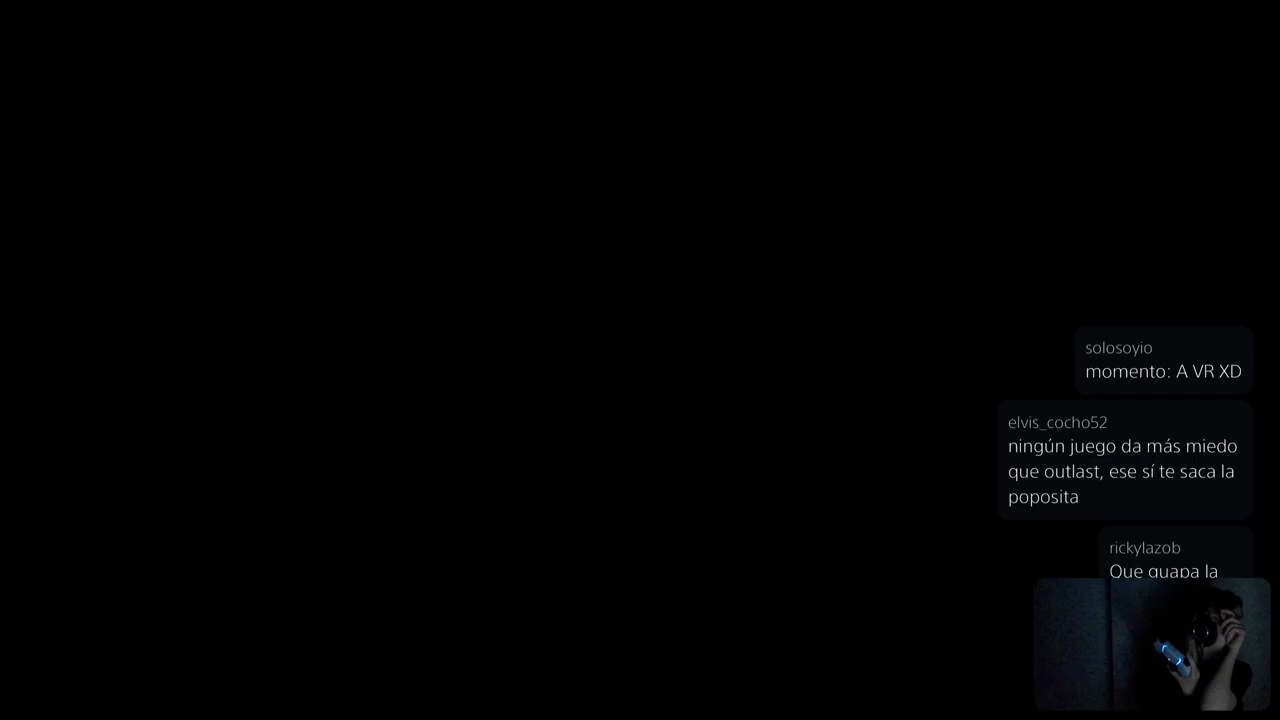 solosoyio
momento: A VR XD
elvis_cocho52
ningún juego da más miedo
que outlast, ese sí te saca la
poposita
rickylazob
Que guapa la